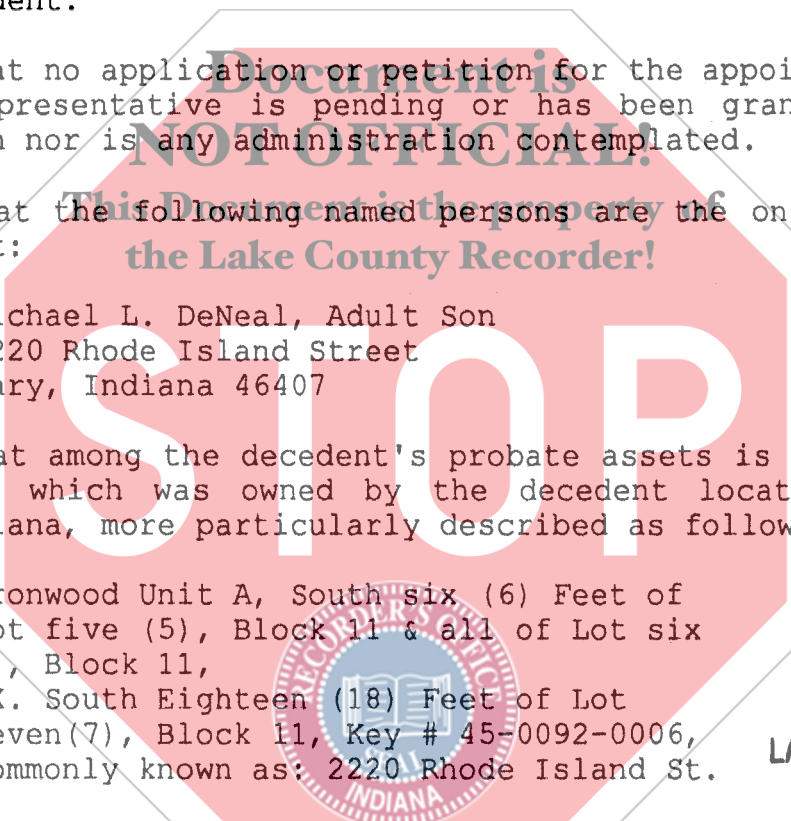 dent.
at no application or petition for the appoi
presentative is pending or has been gran
n nor is any administration contemplated.
at the following named persons are the on
t:
ichael L. DeNeal, Adult Son
220 Rhode Island Street
ary, Indiana 46407
at among the decedent's probate assets is
which was owned by the decedent locat
iana, more particularly described as follow
ronwood Unit A, South six (6) Feet of
ot five (5), Block 11 & all of Lot six
), Block 11,
X. South Eighteen (18) Feet of Lot
even(7), Block 11, Key # 45-0092-0006,
ommonly known as: 2220 Rhode Island St.
LA
Document is
NOT OFFICIAL!
This Document is the property of
the Lake County Recorder!
STOP
RECORDER'S OFFICE
INDIANA